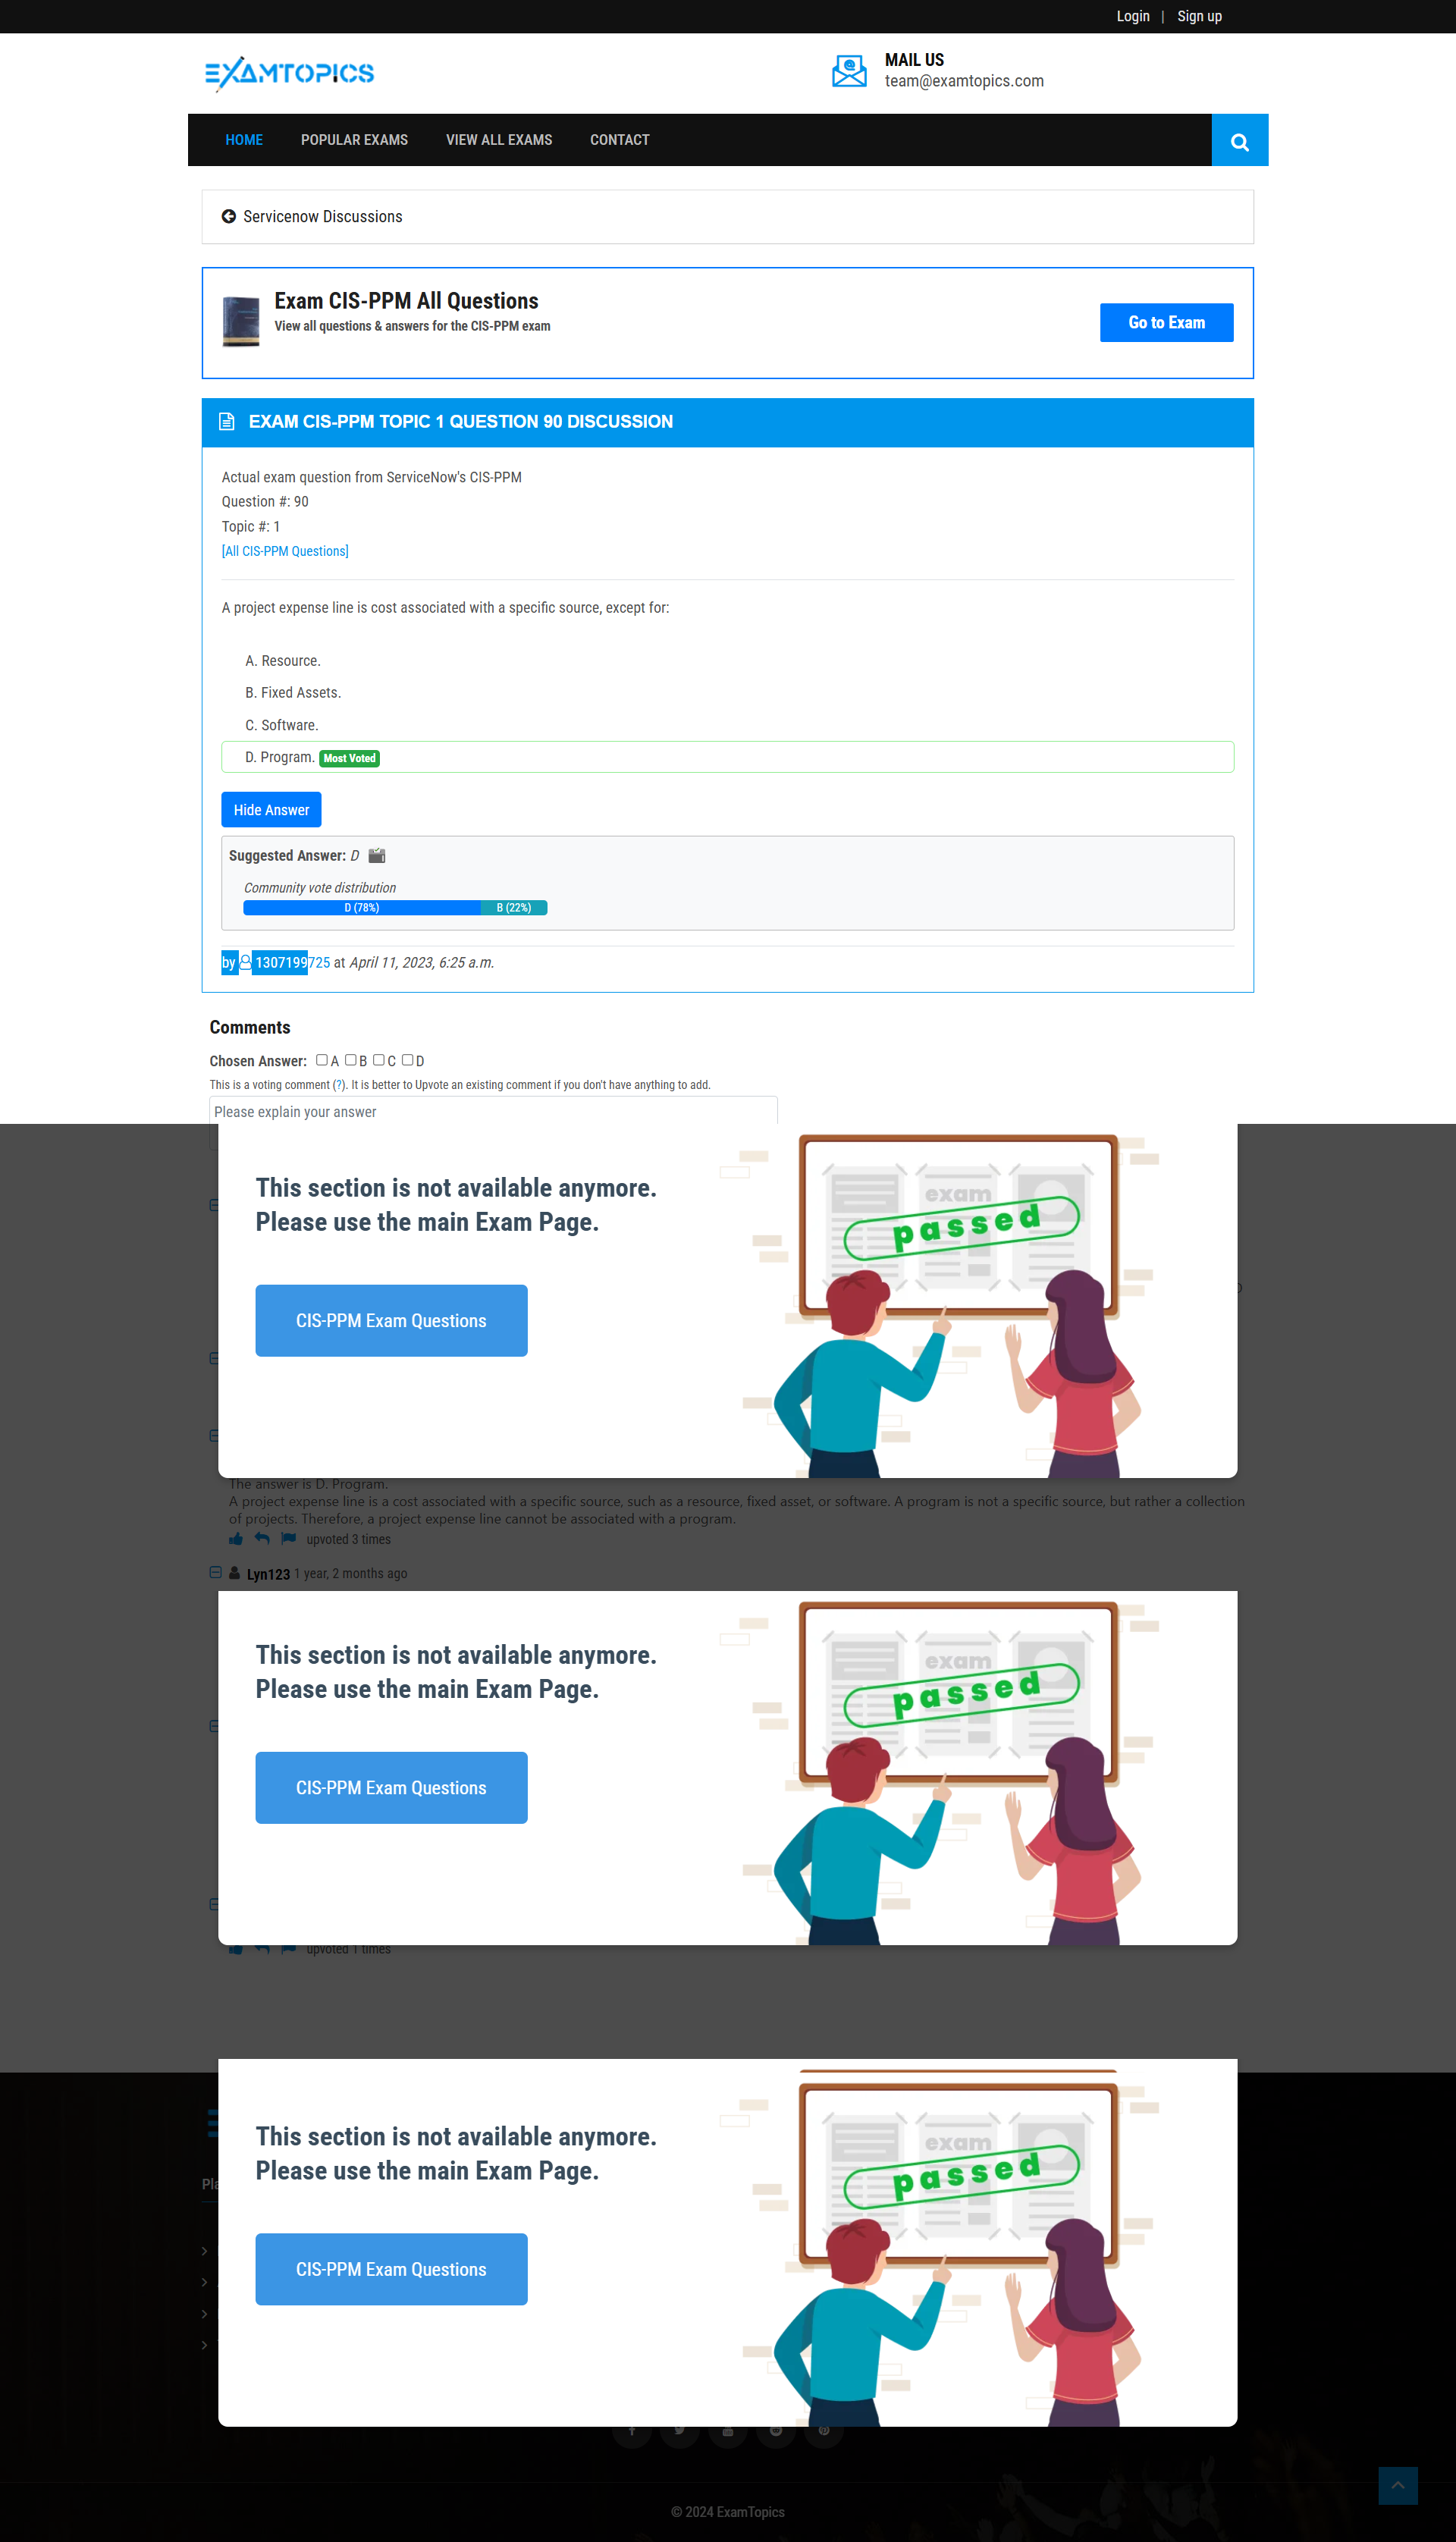 Login | Sign up
EXAMTOPICS
MAIL US
team@examtopics.com
HOME POPULAR EXAMS VIEW ALL EXAMS CONTACT
Servicenow Discussions
Exam CIS-PPM All Questions
View all questions & answers for the CIS-PPM exam
Go to Exam
EXAM CIS-PPM TOPIC 1 QUESTION 90 DISCUSSION
Actual exam question from ServiceNow's CIS-PPM
Question #: 90
Topic #: 1
[All CIS-PPM Questions]
A project expense line is cost associated with a specific source, except for:
A. Resource.
B. Fixed Assets.
C. Software.
D. Program. Most Voted
Hide Answer
Suggested Answer: D
Community vote distribution
D (78%) B (22%)
by 1307199725 at April 11, 2023, 6:25 a.m.
Comments
Chosen Answer: A B C D
This is a voting comment (?). It is better to Upvote an existing comment if you don't have anything to add.
Please explain your answer
This section is not available anymore.
Please use the main Exam Page.
CIS-PPM Exam Questions
exam
passed
The answer is D. Program.
A project expense line is a cost associated with a specific source, such as a resource, fixed asset, or software. A program is not a specific source, but rather a collection
of projects. Therefore, a project expense line cannot be associated with a program.
upvoted 3 times
Lyn123 1 year, 2 months ago
This section is not available anymore.
Please use the main Exam Page.
CIS-PPM Exam Questions
exam
passed
upvoted 1 times
This section is not available anymore.
Please use the main Exam Page.
CIS-PPM Exam Questions
exam
passed
© 2024 ExamTopics